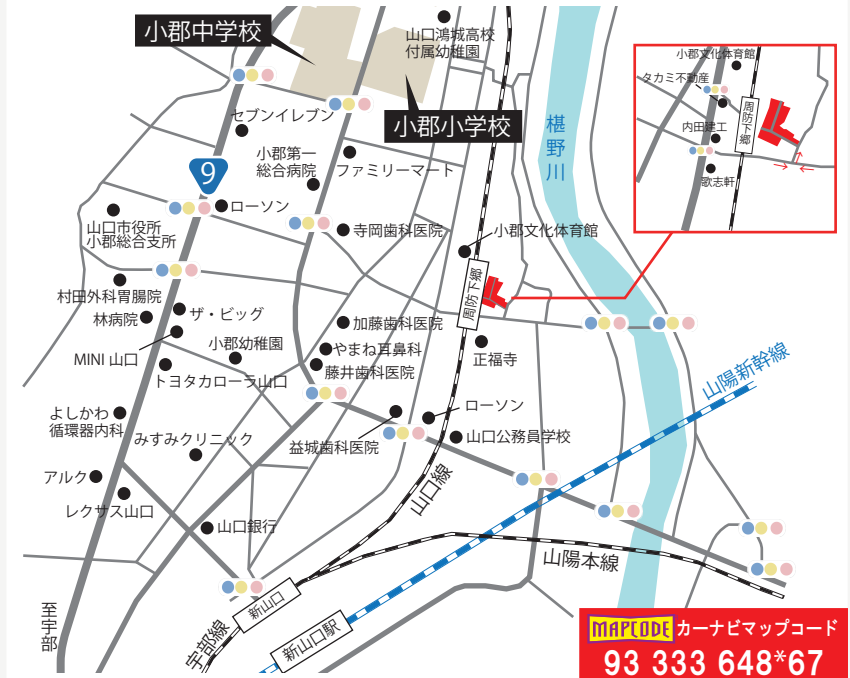 小郡中学校
山口鴻城高校
付属幼稚園
小郡小学校
セブンイレブン
小郡第一
総合病院
ファミリーマート
9
ローソン
山口市役所
小郡総合支所
寺岡歯科医院
小郡文化体育館
椹野川
周防下郷
村田外科胃腸院
林病院
ザ・ビッグ
MINI 山口
小郡幼稚園
トヨタカローラ山口
加藤歯科医院
やまね耳鼻科
藤井歯科医院
正福寺
山陽新幹線
よしかわ
循環器内科
みすみクリニック
益城歯科医院
ローソン
山口公務員学校
アルク
レクサス山口
山口銀行
山口線
山陽本線
新山口
新山口駅
宇部線
至宇部
小郡文化体育館
タカミ不動産
周防下郷
内田建工
歌志軒
MAPCODE カーナビマップコード
93 333 648*67